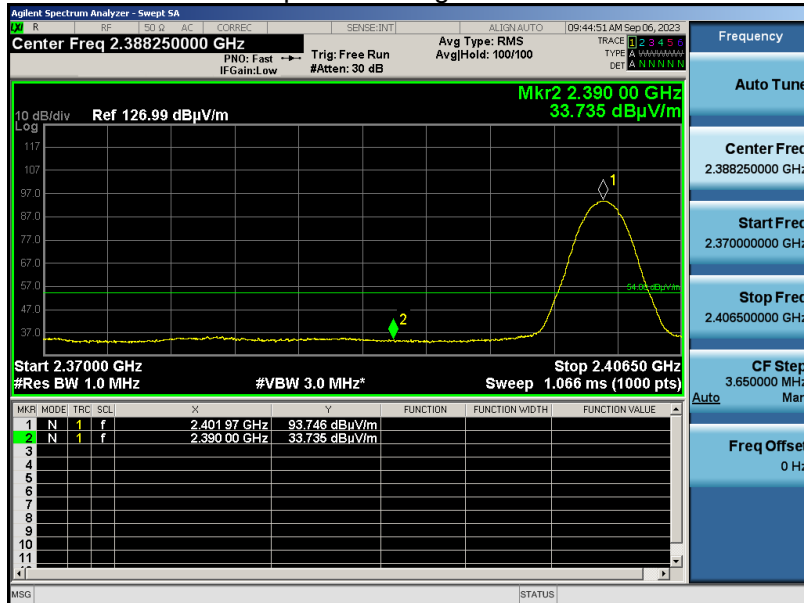 Agilent Spectrum Analyzer - Swept SA
LXI R RF 50 Ω AC CORREC SENSE:INT ALIGN AUTO 09:44:51 AM Sep 06, 2023
Center Freq 2.388250000 GHz
PNO: Fast
IFGain:Low
Trig: Free Run
#Atten: 30 dB
Avg Type: RMS
Avg|Hold: 100/100
TRACE 1 2 3 4 5 6
TYPE A WWWWW
DET A N N N N N
Mkr2 2.390 00 GHz
33.735 dBµV/m
10 dB/div Ref 126.99 dBµV/m
Log
117
107
97.0
87.0
77.0
67.0
57.0
47.0
37.0
1
2
Start 2.37000 GHz
Stop 2.40650 GHz
#Res BW 1.0 MHz
#VBW 3.0 MHz*
Sweep 1.066 ms (1000 pts)
MKR MODE TRC SCL X Y FUNCTION FUNCTION WIDTH FUNCTION VALUE
1 N 1 f 2.401 97 GHz 93.746 dBµV/m
2 N 1 f 2.390 00 GHz 33.735 dBµV/m
3
4
5
6
7
8
9
10
11
MSG
STATUS
Frequency
Auto Tune
Center Freq
2.388250000 GHz
Start Freq
2.370000000 GHz
Stop Freq
2.406500000 GHz
CF Step
3.650000 MHz
Auto Man
Freq Offset
0 Hz